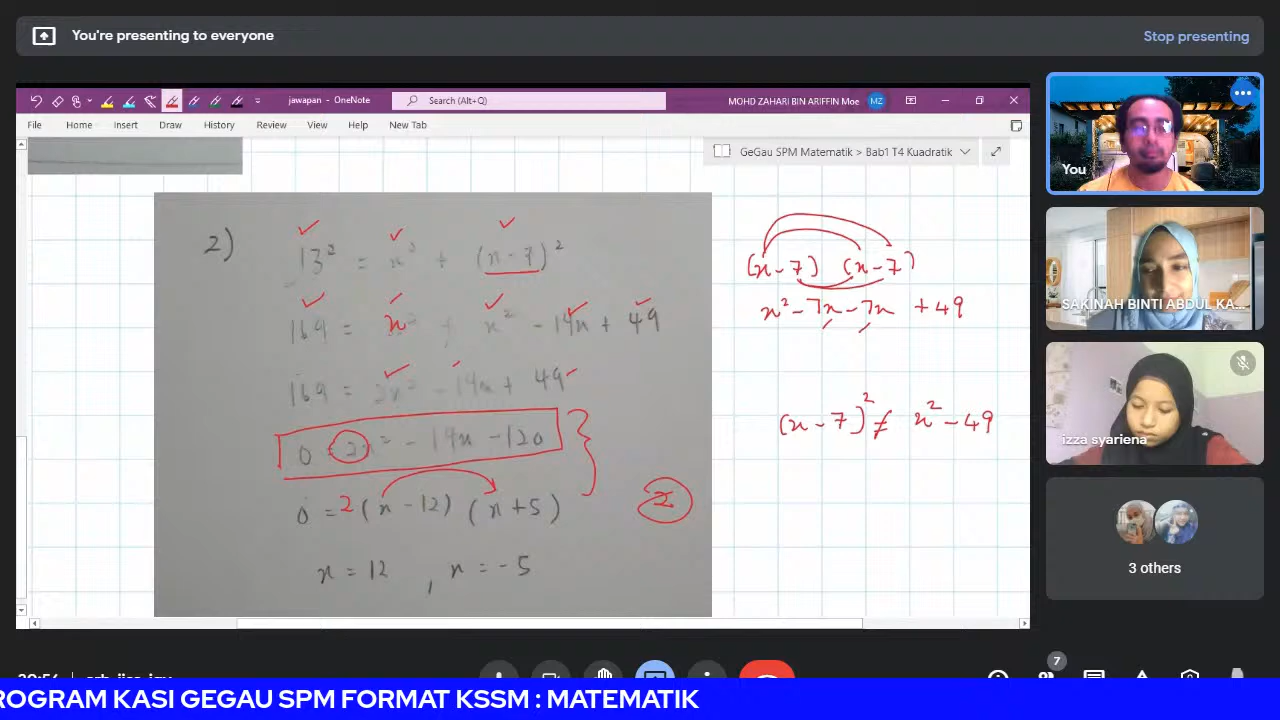 You're presenting to everyone
Stop presenting
jawapan - OneNote
Search (Alt+Q)
MOHD ZAHARI BIN ARIFFIN Moe
MZ
File Home Insert Draw History Review View Help New Tab
GeGau SPM Matematik > Bab1 T4 Kuadratik
2)
13² = x² + (x-7)²
169 = x² + x² - 14x + 49
169 = 2x² - 14x + 49
0 = 2x² - 14x - 120
0 = 2 (x - 12) (x + 5)
x = 12 , x = -5
2
(x - 7) (x - 7)
x² - 7x - 7x + 49
(x - 7)² ≠ x² - 49
You
SAKINAH BINTI ABDUL KA...
izza syariena
3 others
7
ROGRAM KASI GEGAU SPM FORMAT KSSM : MATEMATIK